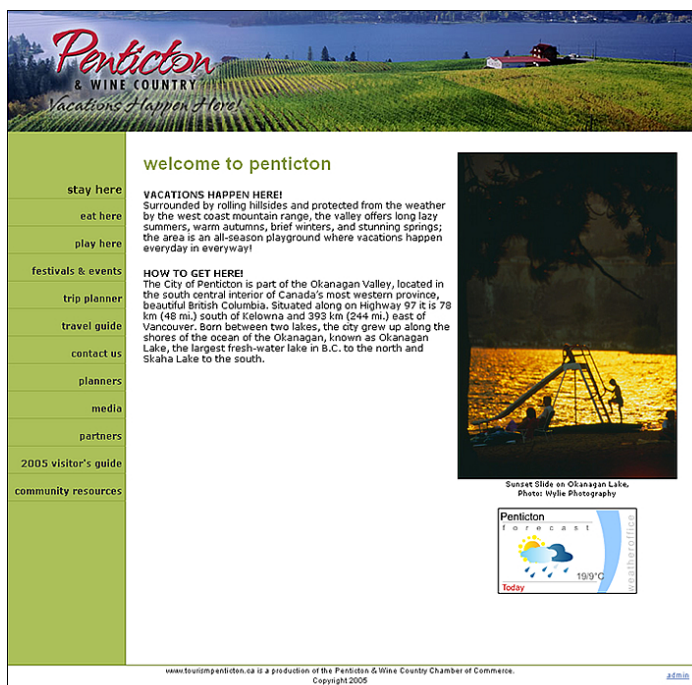 Penticton
& WINE COUNTRY
Vacations Happen Here!
stay here
eat here
play here
festivals & events
trip planner
travel guide
contact us
planners
media
partners
2005 visitor's guide
community resources
welcome to penticton
VACATIONS HAPPEN HERE!
Surrounded by rolling hillsides and protected from the weather
by the west coast mountain range, the valley offers long lazy
summers, warm autumns, brief winters, and stunning springs;
the area is an all-season playground where vacations happen
everyday in everyway!
HOW TO GET HERE!
The City of Penticton is part of the Okanagan Valley, located in
the south central interior of Canada's most western province,
beautiful British Columbia. Situated along on Highway 97 it is 78
km (48 mi.) south of Kelowna and 393 km (244 mi.) east of
Vancouver. Born between two lakes, the city grew up along the
shores of the ocean of the Okanagan, known as Okanagan
Lake, the largest fresh-water lake in B.C. to the north and
Skaha Lake to the south.
Sunset Slide on Okanagan Lake,
Photo: Wylie Photography
Penticton
forecast
19/9°C
Today
weatheroffice
www.tourismpenticton.ca is a production of the Penticton & Wine Country Chamber of Commerce.
Copyright 2005
admin